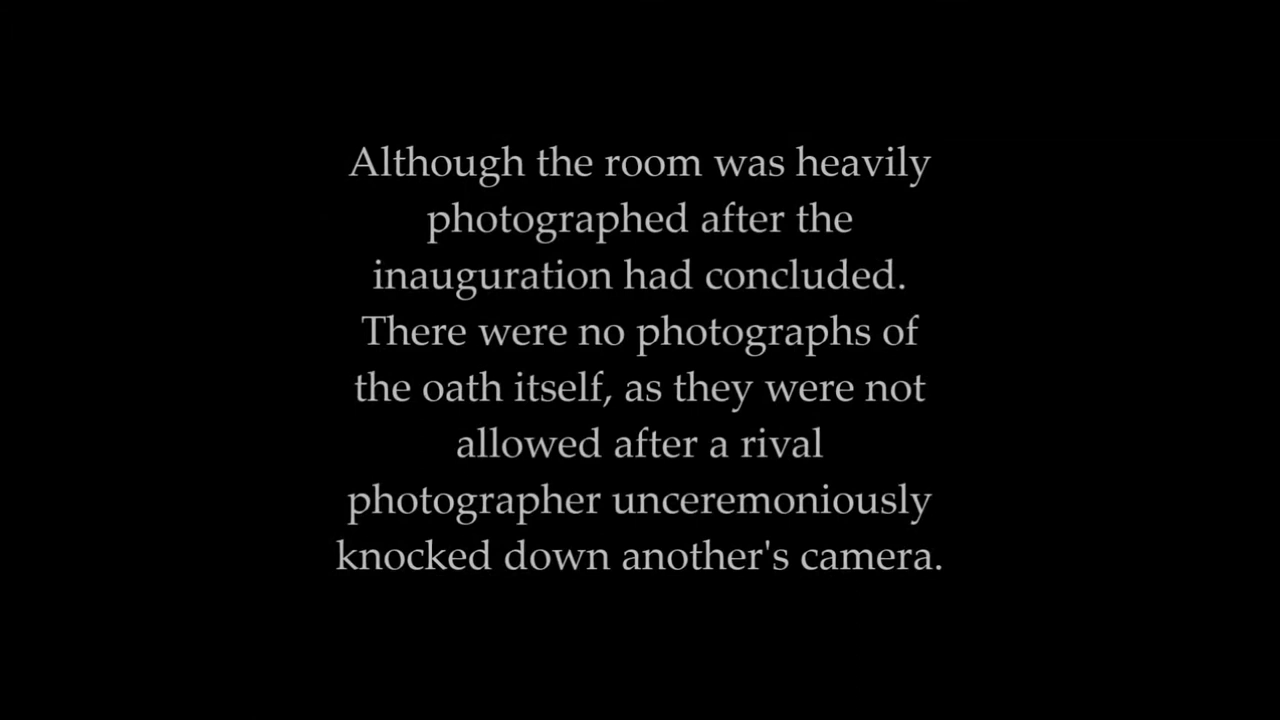 Although the room was heavily
photographed after the
inauguration had concluded.
There were no photographs of
the oath itself, as they were not
allowed after a rival
photographer unceremoniously
knocked down another's camera.